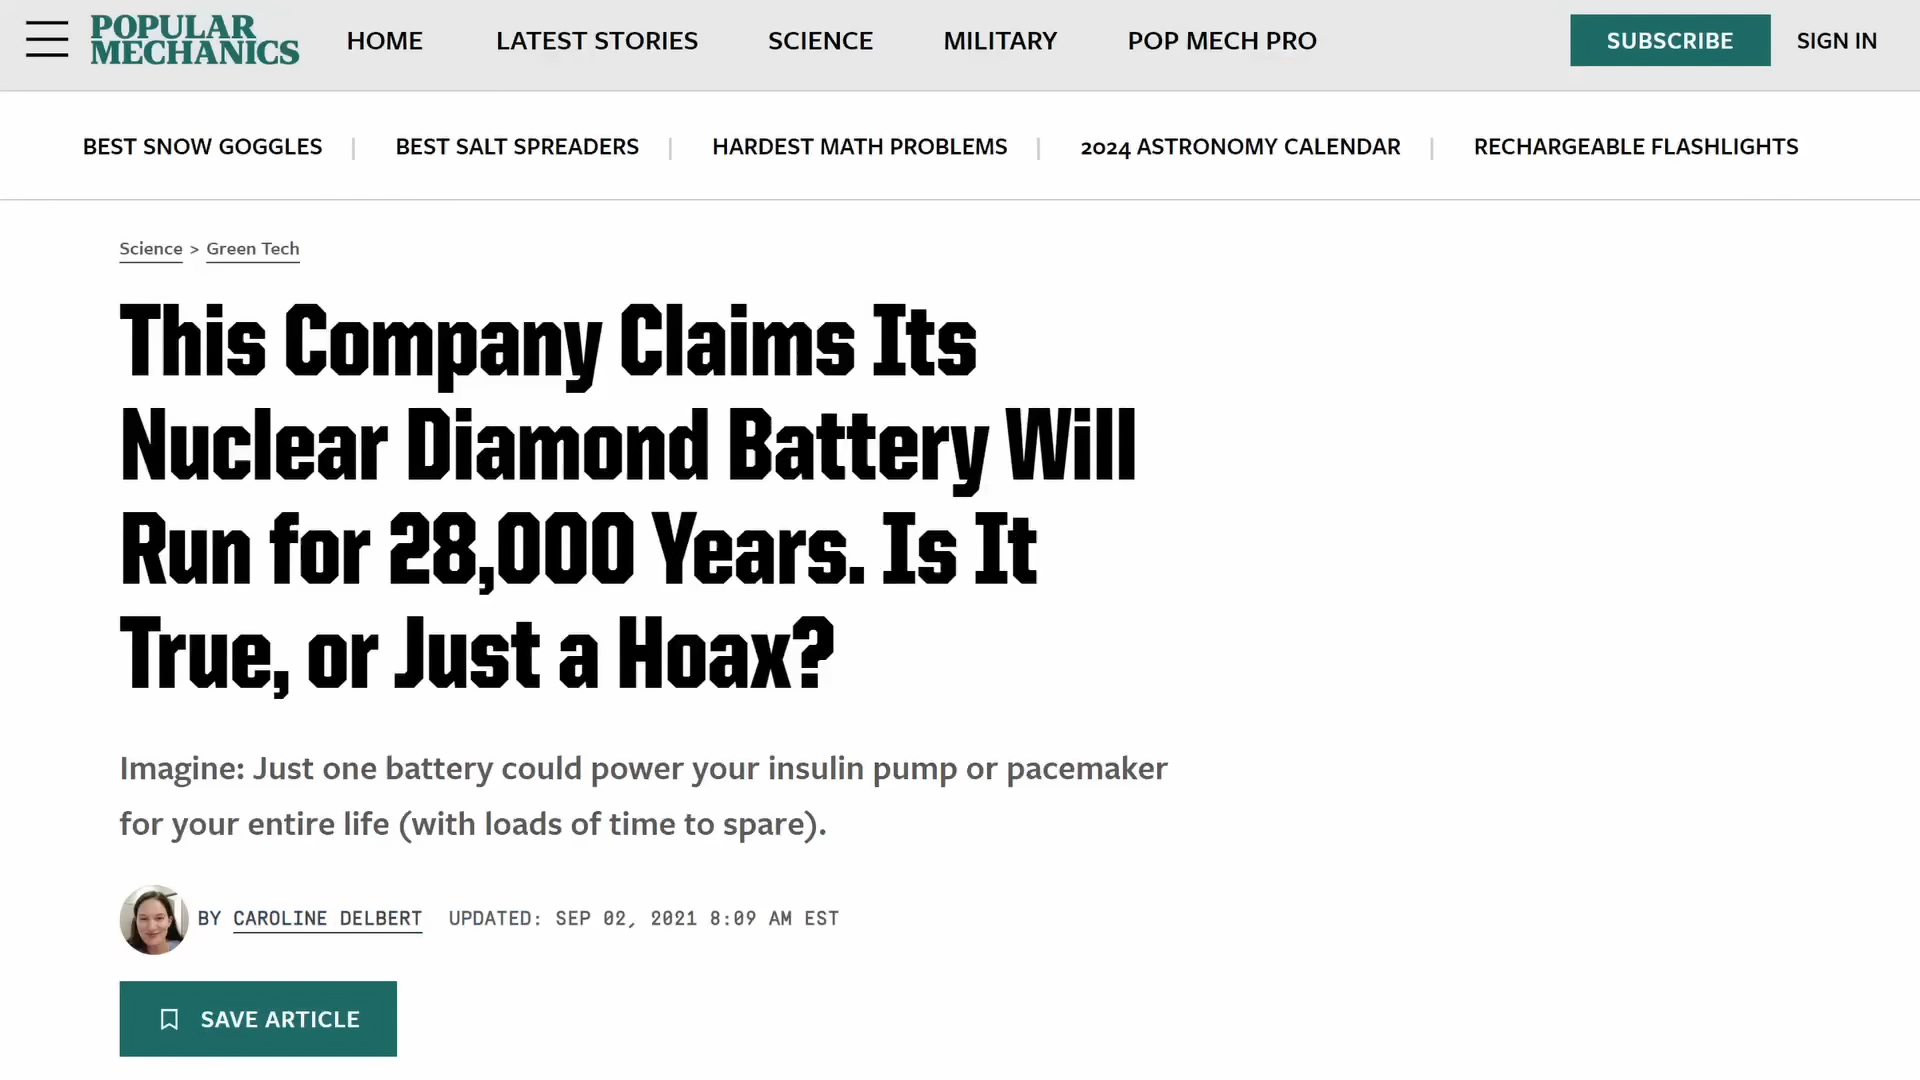 POPULAR
MECHANICS
HOME LATEST STORIES SCIENCE MILITARY POP MECH PRO SUBSCRIBE SIGN IN
BEST SNOW GOGGLES | BEST SALT SPREADERS | HARDEST MATH PROBLEMS | 2024 ASTRONOMY CALENDAR | RECHARGEABLE FLASHLIGHTS
Science > Green Tech
This Company Claims Its
Nuclear Diamond Battery Will
Run for 28,000 Years. Is It
True, or Just a Hoax?
Imagine: Just one battery could power your insulin pump or pacemaker
for your entire life (with loads of time to spare).
BY CAROLINE DELBERT UPDATED: SEP 02, 2021 8:09 AM EST
SAVE ARTICLE